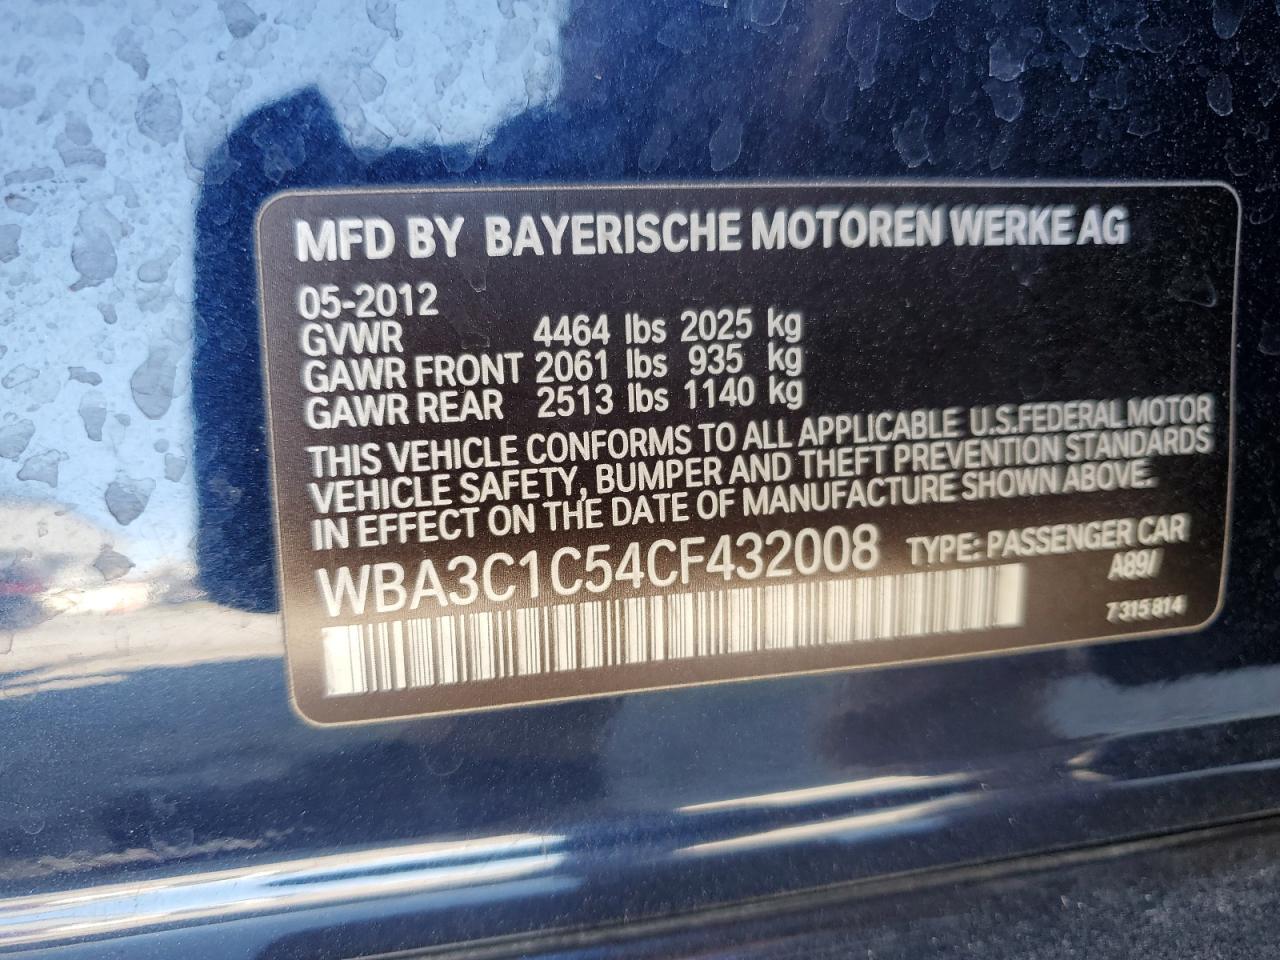 MFD BY BAYERISCHE MOTOREN WERKE AG
05-2012
GVWR 4464 lbs 2025 kg
GAWR FRONT 2061 lbs 935 kg
GAWR REAR 2513 lbs 1140 kg
THIS VEHICLE CONFORMS TO ALL APPLICABLE U.S.FEDERAL MOTOR
VEHICLE SAFETY, BUMPER AND THEFT PREVENTION STANDARDS
IN EFFECT ON THE DATE OF MANUFACTURE SHOWN ABOVE.
WBA3C1C54CF432008 TYPE: PASSENGER CAR
A89/
7 315 814